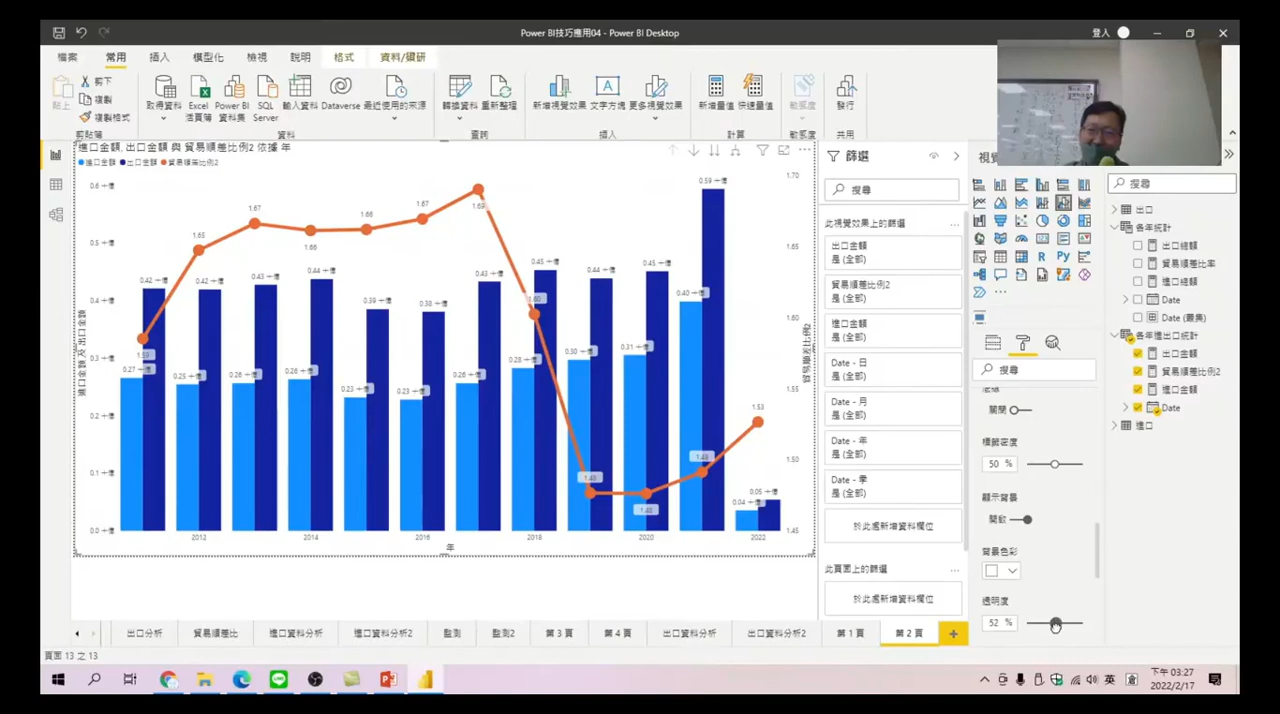 Power BI技巧應用04 - Power BI Desktop
登入
檔案 常用 插入 模型化 檢視 說明 格式 資料/鑽研
貼上 剪下
複製
複製格式
剪貼簿
取得資料 Excel 活頁簿 Power BI 資料集 SQL Server 輸入資料 Dataverse 最近使用的來源
資料
轉換資料 重新整理
查詢
新增視覺效果 文字方塊 更多視覺效果
插入
新增量值 快速量值
計算
敏感度
敏感度
發行
共用
進口金額, 出口金額 與 貿易順差比例2 依據 年
進口金額 出口金額 貿易順差比例2
進口金額 及 出口金額
0.6 十億
0.5 十億
0.4 十億
0.3 十億
0.2 十億
0.1 十億
0.0 十億
1.70
1.65
1.60
1.55
1.50
1.45
貿易順差比例2
1.53 1.65 1.67 1.66 1.66 1.67 1.69 1.60 1.48 1.48 1.49 1.53
0.42 十億 0.42 十億 0.43 十億 0.44 十億 0.39 十億 0.38 十億 0.43 十億 0.45 十億 0.44 十億 0.45 十億 0.59 十億 0.05 十億
0.27 十億 0.25 十億 0.26 十億 0.26 十億 0.23 十億 0.23 十億 0.26 十億 0.28 十億 0.30 十億 0.31 十億 0.40 十億 0.04 十億
2012 2014 2016 2018 2020 2022
年
篩選
搜尋
此視覺效果上的篩選 ...
出口金額
是 (全部)
貿易順差比例2
是 (全部)
進口金額
是 (全部)
Date - 日
是 (全部)
Date - 月
是 (全部)
Date - 年
是 (全部)
Date - 季
是 (全部)
於此處新增資料欄位
此頁面上的篩選 ...
於此處新增資料欄位
R Py
搜尋
關閉
標籤密度
50 %
顯示背景
開啟
背景色彩
透明度
52 %
搜尋
出口
各年統計
出口總額
貿易順差比率
進口總額
Date
Date (叢集)
各年進出口統計
出口金額
貿易順差比例2
進口金額
Date
進口
出口分析 貿易順差比 進口資料分析 進口資料分析2 監測 監測2 第 3 頁 第 4 頁 出口資料分析 出口資料分析2 第 1 頁 第 2 頁
頁面 13 之 13
英
下午 03:27
2022/2/17